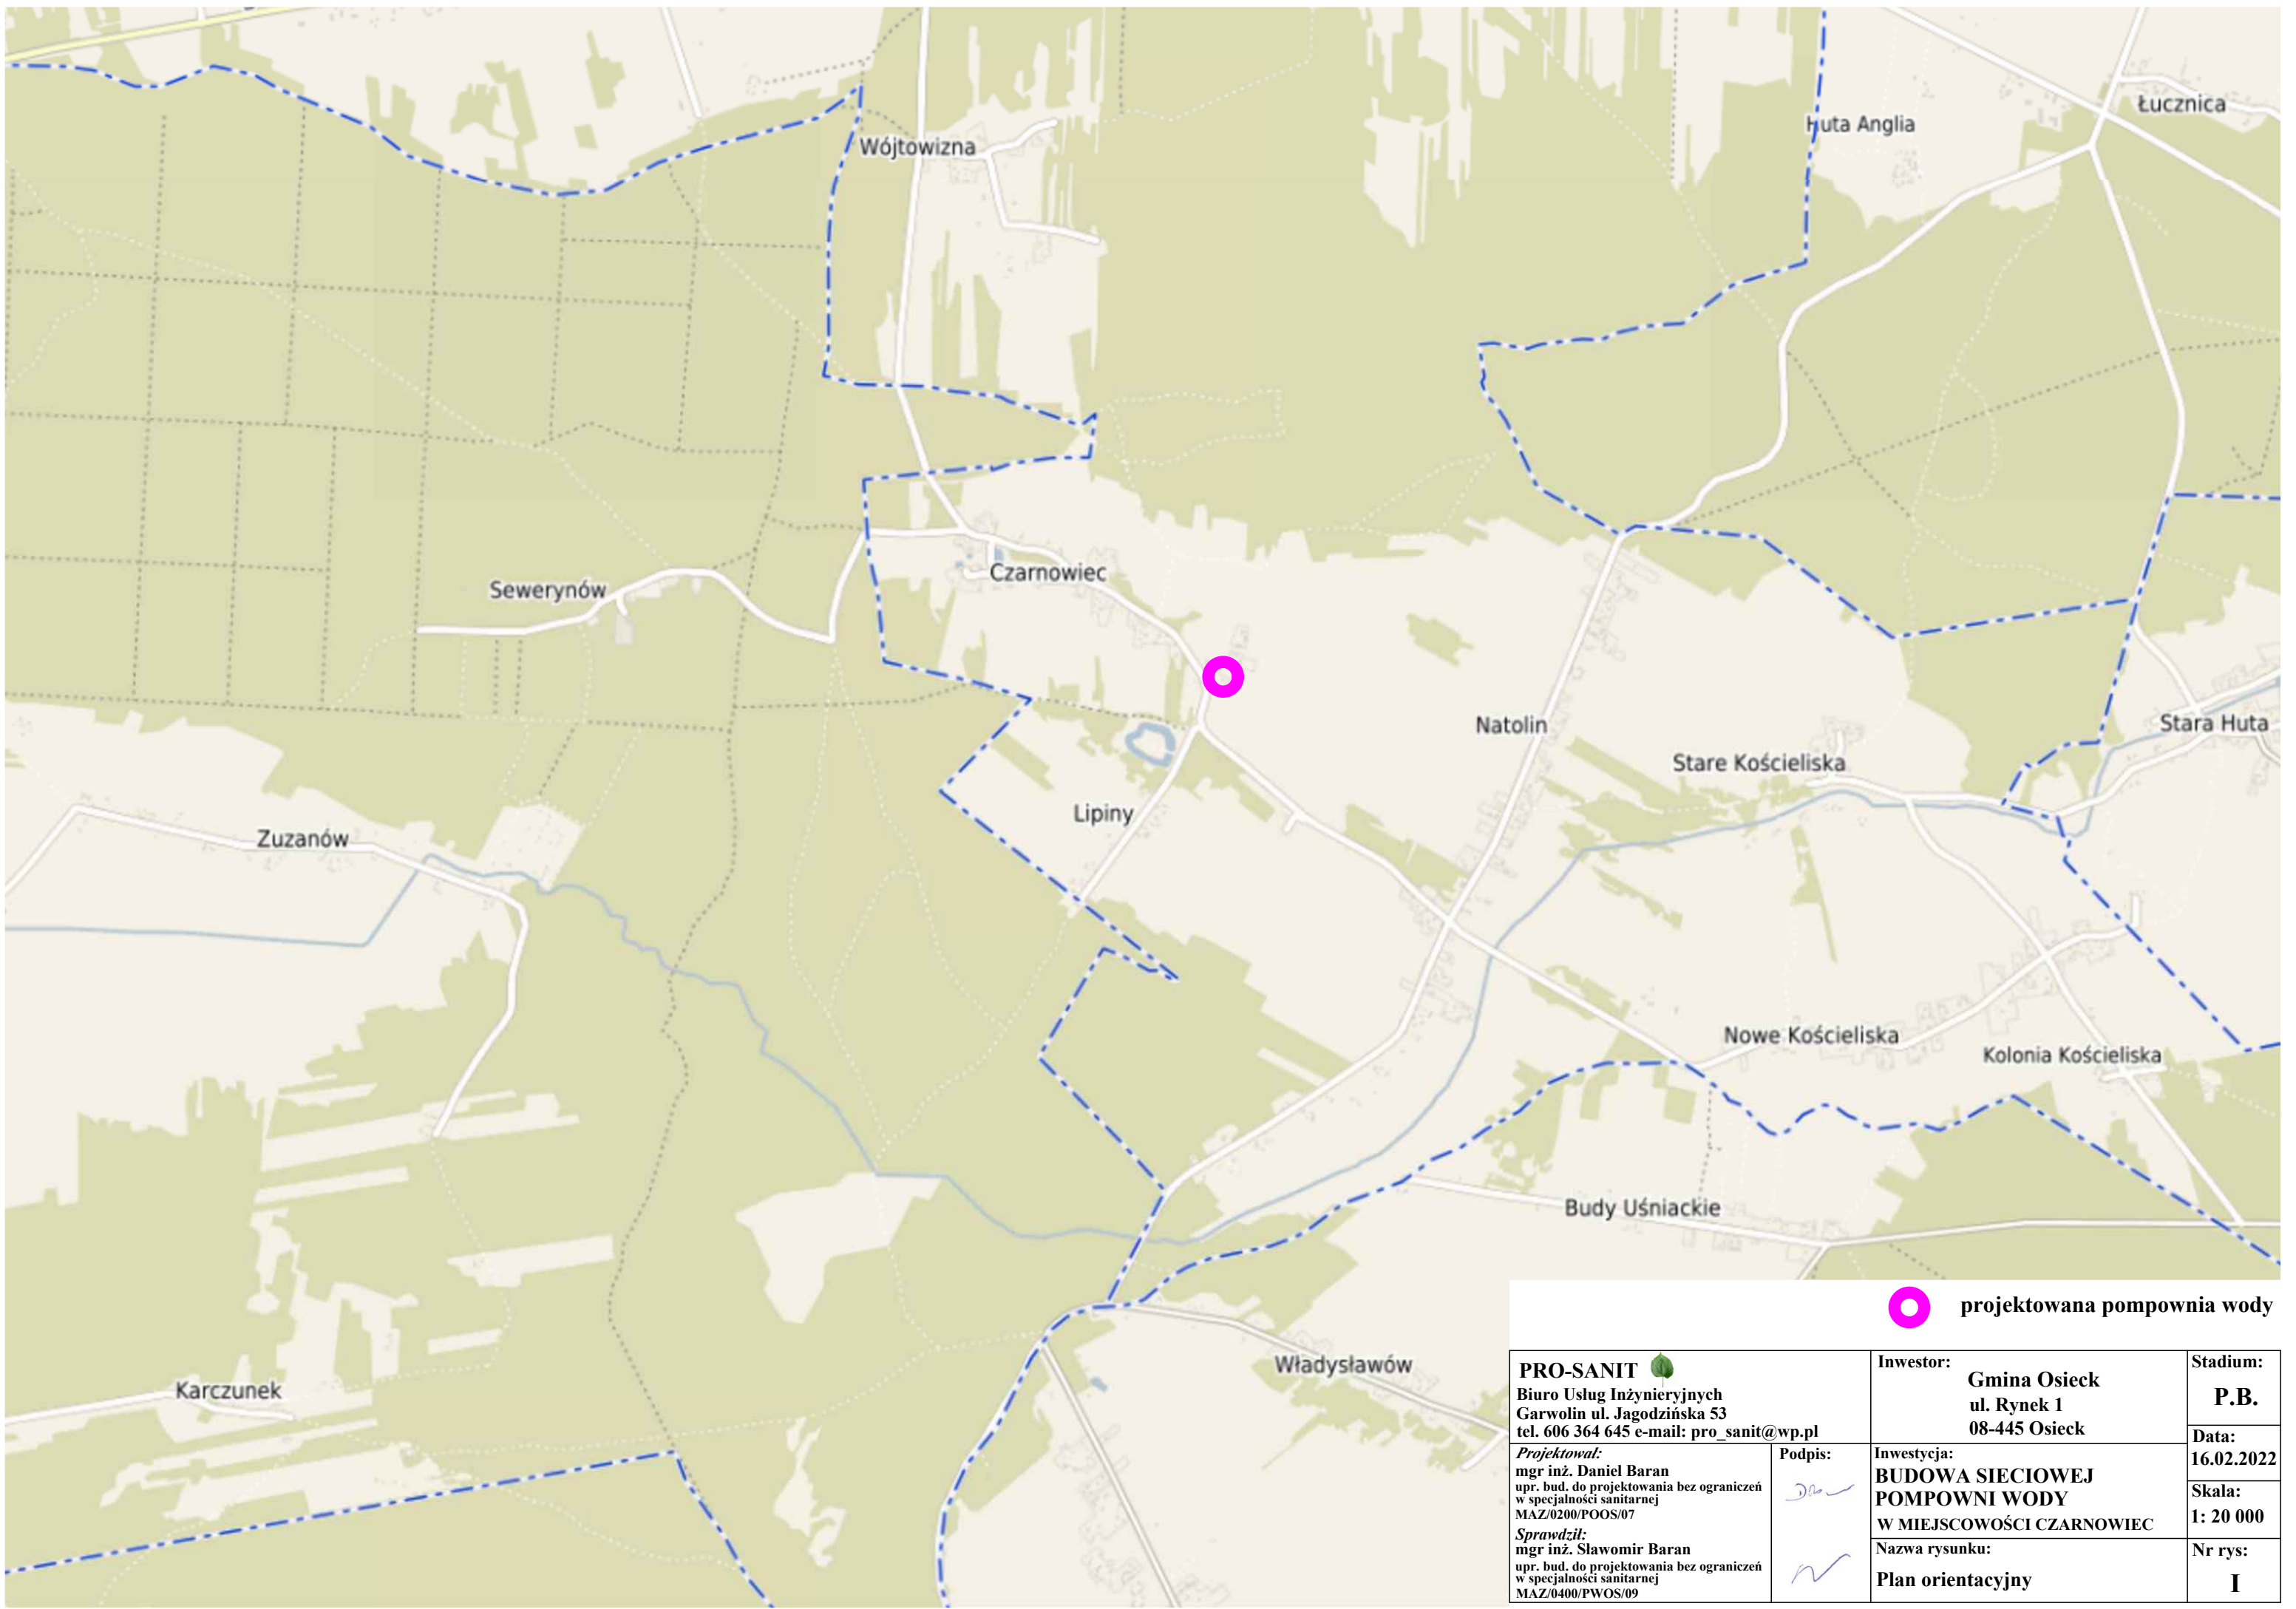 Łucznica
Huta Anglia
Wójtowizna
Czarnowiec
Sewerynów
Natolin
Stara Huta
Stare Kościeliska
Lipiny
Zuzanów
Nowe Kościeliska
Kolonia Kościeliska
Budy Uśniackie
Władysławów
Karczunek
projektowana pompownia wody
PRO-SANIT
Biuro Usług Inżynieryjnych
Garwolin ul. Jagodzińska 53
tel. 606 364 645 e-mail: pro_sanit@wp.pl
Inwestor:
Gmina Osieck
ul. Rynek 1
08-445 Osieck
Stadium:
P.B.
Data:
16.02.2022
Projektował:
mgr inż. Daniel Baran
upr. bud. do projektowania bez ograniczeń
w specjalności sanitarnej
MAZ/0200/POOS/07
Podpis:
Sprawdził:
mgr inż. Sławomir Baran
upr. bud. do projektowania bez ograniczeń
w specjalności sanitarnej
MAZ/0400/PWOS/09
Inwestycja:
BUDOWA SIECIOWEJ
POMPOWNI WODY
W MIEJSCOWOŚCI CZARNOWIEC
Skala:
1: 20 000
Nazwa rysunku:
Plan orientacyjny
Nr rys:
I